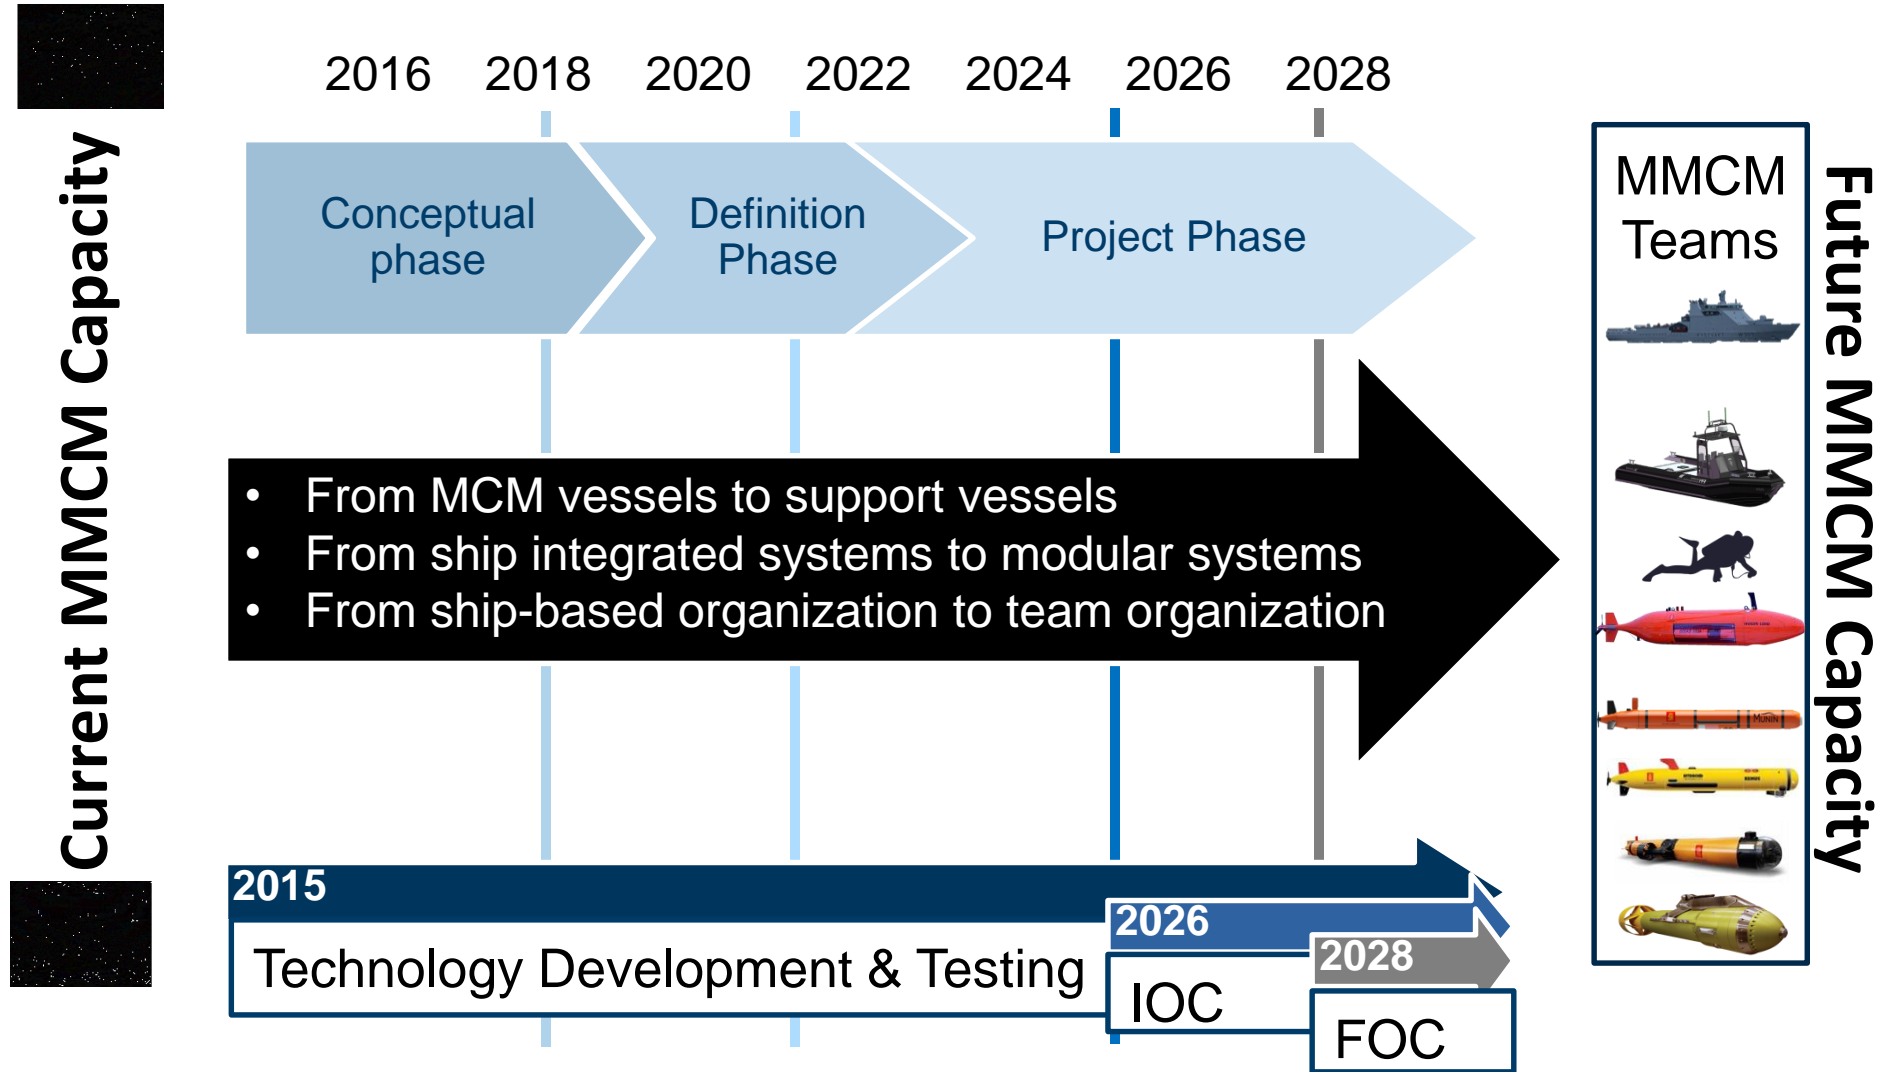 2016 2018 2020 2022 2024 2026 2028
Current MMCM Capacity
Conceptual
phase
Definition
Phase
Project Phase
• From MCM vessels to support vessels
• From ship integrated systems to modular systems
• From ship-based organization to team organization
2015
Technology Development & Testing
2026
IOC
2028
FOC
MMCM
Teams
MUNIN
Future MMCM Capacity